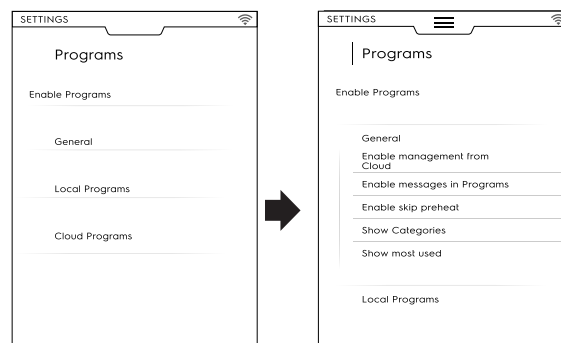 SETTINGS
Programs
Enable Programs
General
Local Programs
Cloud Programs
SETTINGS
Programs
Enable Programs
General
Enable management from
Cloud
Enable messages in Programs
Enable skip preheat
Show Categories
Show most used
Local Programs